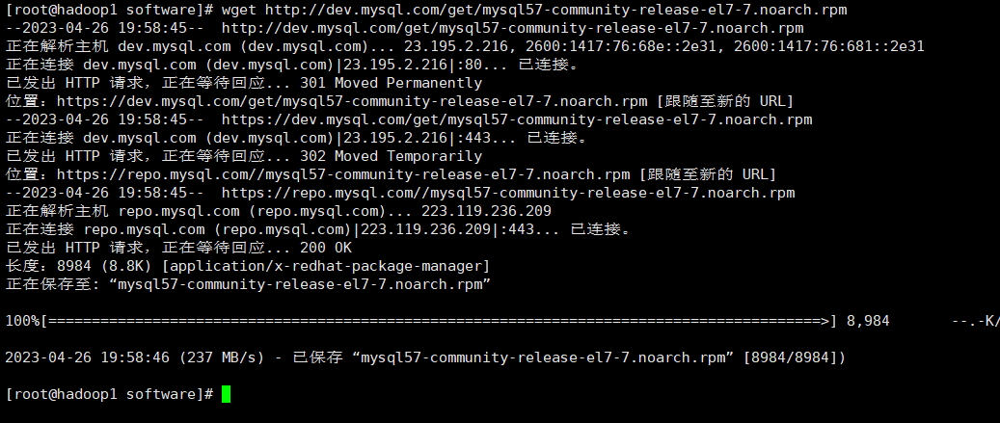 [root@hadoop1 software]# wget http://dev.mysql.com/get/mysql57-community-release-el7-7.noarch.rpm
--2023-04-26 19:58:45--  http://dev.mysql.com/get/mysql57-community-release-el7-7.noarch.rpm
正在解析主机 dev.mysql.com (dev.mysql.com)... 23.195.2.216, 2600:1417:76:68e::2e31, 2600:1417:76:681::2e31
正在连接 dev.mysql.com (dev.mysql.com)|23.195.2.216|:80... 已连接。
已发出 HTTP 请求，正在等待回应... 301 Moved Permanently
位置：https://dev.mysql.com/get/mysql57-community-release-el7-7.noarch.rpm [跟随至新的 URL]
--2023-04-26 19:58:45--  https://dev.mysql.com/get/mysql57-community-release-el7-7.noarch.rpm
正在连接 dev.mysql.com (dev.mysql.com)|23.195.2.216|:443... 已连接。
已发出 HTTP 请求，正在等待回应... 302 Moved Temporarily
位置：https://repo.mysql.com//mysql57-community-release-el7-7.noarch.rpm [跟随至新的 URL]
--2023-04-26 19:58:45--  https://repo.mysql.com//mysql57-community-release-el7-7.noarch.rpm
正在解析主机 repo.mysql.com (repo.mysql.com)... 223.119.236.209
正在连接 repo.mysql.com (repo.mysql.com)|223.119.236.209|:443... 已连接。
已发出 HTTP 请求，正在等待回应... 200 OK
长度：8984 (8.8K) [application/x-redhat-package-manager]
正在保存至: “mysql57-community-release-el7-7.noarch.rpm”
100%[=========================================================================================>] 8,984       --.-K/
2023-04-26 19:58:46 (237 MB/s) - 已保存 “mysql57-community-release-el7-7.noarch.rpm” [8984/8984])
[root@hadoop1 software]#